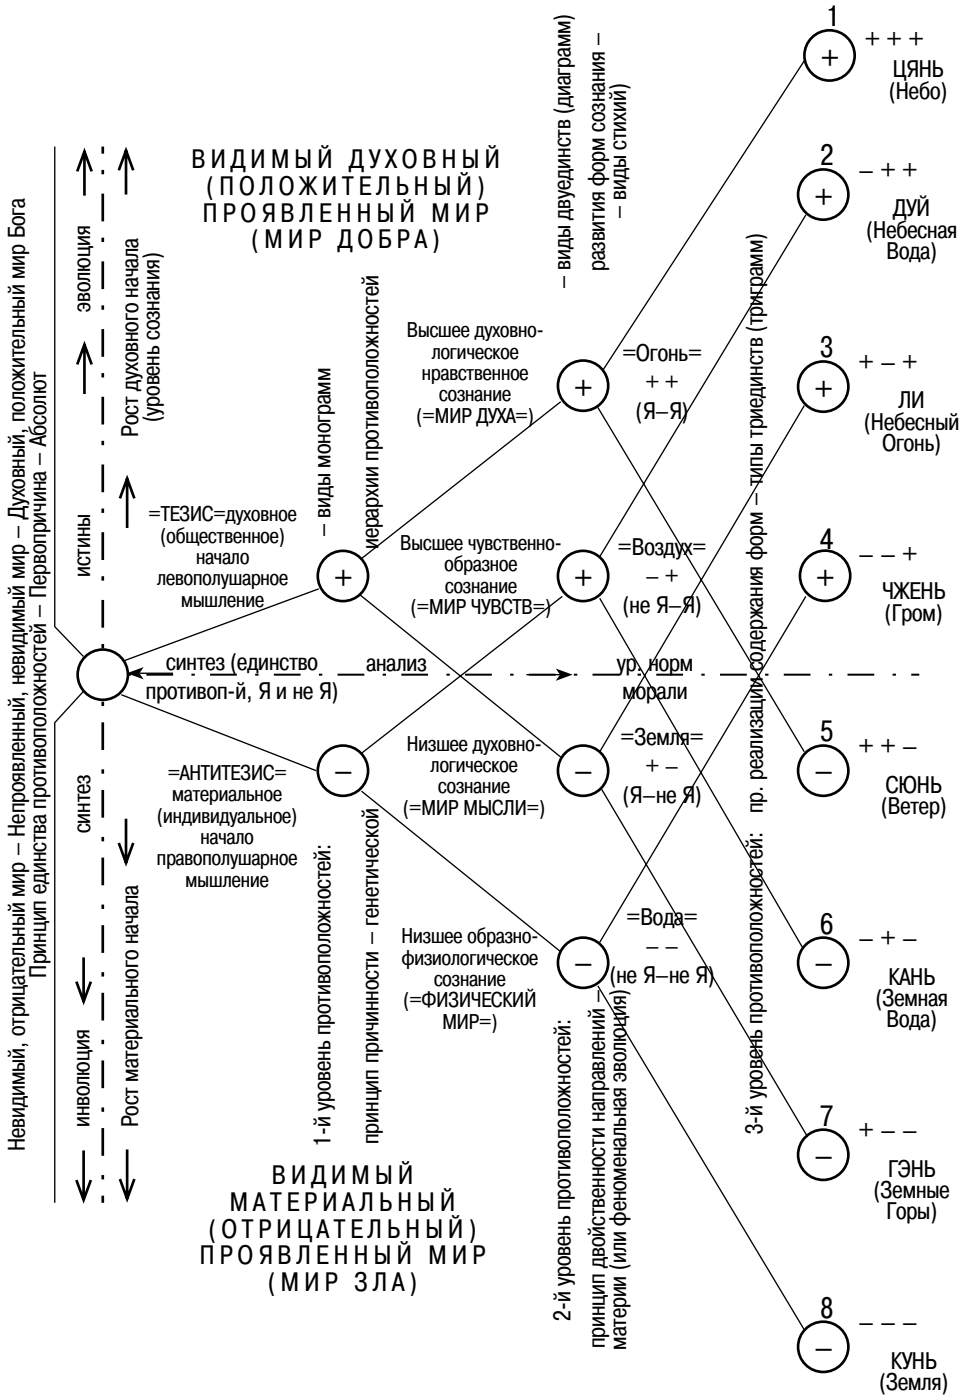 Невидимый, отрицательный мир – Непроявленный, невидимый мир – Духовный, положительный мир Бога
Принцип единства противоположностей – Первопричина – Абсолют
эволюция
истины
синтез
инволюция
Рост духовного начала
(уровень сознания)
Рост материального начала
ВИДИМЫЙ ДУХОВНЫЙ
(ПОЛОЖИТЕЛЬНЫЙ)
ПРОЯВЛЕННЫЙ МИР
(МИР ДОБРА)
=ТЕЗИС=духовное
(общественное)
начало
левополушарное
мышление
+
синтез (единство
противоп-й, Я и не Я)
анализ
ур. норм
морали
=АНТИТЕЗИС=
материальное
(индивидуальное)
начало
правополушарное
мышление
–
ВИДИМЫЙ
МАТЕРИАЛЬНЫЙ
(ОТРИЦАТЕЛЬНЫЙ)
ПРОЯВЛЕННЫЙ МИР
(МИР ЗЛА)
1-й уровень противоположностей:
– виды монограмм
принцип причинности – генетической
иерархии противоположностей
Высшее духовно-
логическое
нравственное
сознание
(=МИР ДУХА=)
+
=Огонь=
+ +
(Я–Я)
Высшее чувственно-
образное
сознание
(=МИР ЧУВСТВ=)
+
=Воздух=
– +
(не Я–Я)
Низшее духовно-
логическое
сознание
(=МИР МЫСЛИ=)
–
=Земля=
+ –
(Я–не Я)
Низшее образно-
физиологическое
сознание
(=ФИЗИЧЕСКИЙ
МИР=)
–
=Вода=
– –
(не Я–не Я)
2-й уровень противоположностей:
– виды двуединств (диаграмм)
принцип двойственности направлений –
развития форм сознания –
материи (или феноменальная эволюция)
– виды стихий
3-й уровень противоположностей: пр. реализации содержания форм – типы триединств (триграмм)
1
+
+ + +
ЦЯНЬ
(Небо)
2
+
– + +
ДУЙ
(Небесная
Вода)
3
+
+ – +
ЛИ
(Небесный
Огонь)
4
+
– – +
ЧЖЕНЬ
(Гром)
5
–
+ + –
СЮНЬ
(Ветер)
6
–
– + –
КАНЬ
(Земная
Вода)
7
–
+ – –
ГЭНЬ
(Земные
Горы)
8
–
– – –
КУНЬ
(Земля)